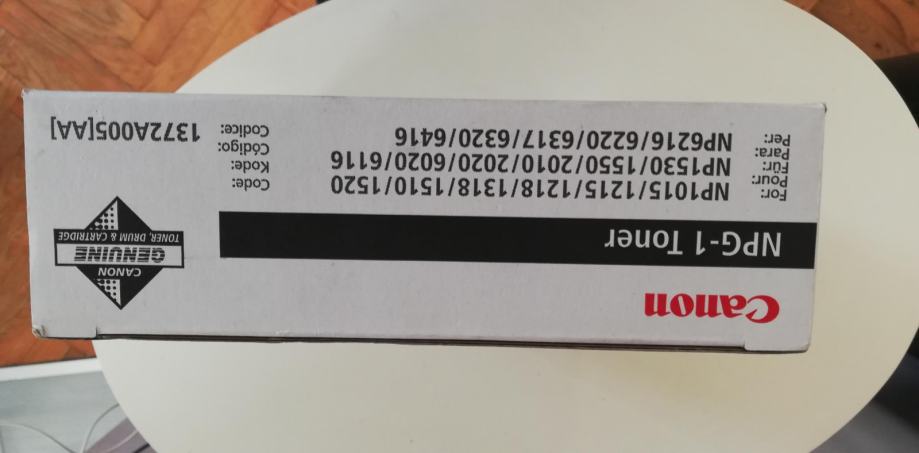 Canon
NPG-1 Toner
For: NP1015/1215/1218/1318/1510/1520
Pour:
Für: NP1530/1550/2010/2020/6020/6116
Para:
Per: NP6216/6220/6317/6320/6416
Code:
Kode:
Código:
Codice: 1372A005[AA]
CANON
GENUINE
TONER, DRUM & CARTRIDGE